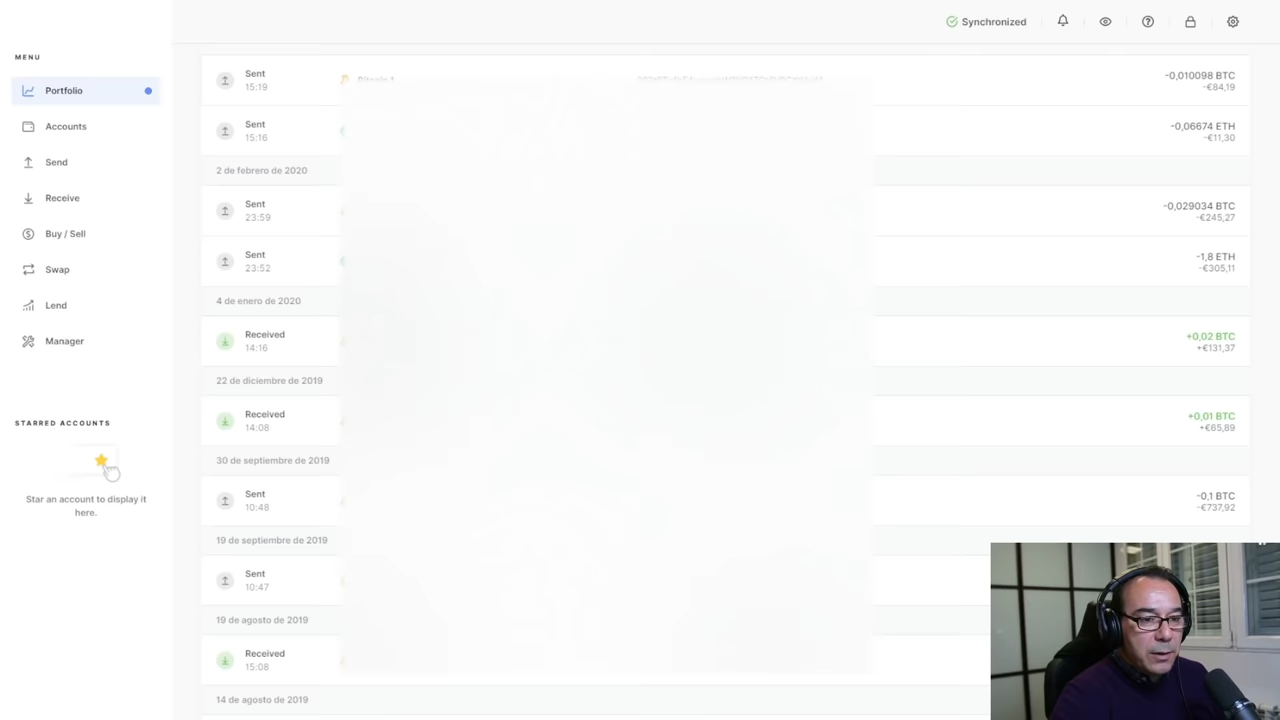 Synchronized
MENU
Portfolio
Accounts
Send
Receive
Buy / Sell
Swap
Lend
Manager
STARRED ACCOUNTS
Star an account to display it
here.
Sent
15:19
Bitcoin 1
-0,010098 BTC
-€84,19
Sent
15:16
-0,06674 ETH
-€11,30
2 de febrero de 2020
Sent
23:59
-0,029034 BTC
-€245,27
Sent
23:52
-1,8 ETH
-€305,11
4 de enero de 2020
Received
14:16
+0,02 BTC
+€131,37
22 de diciembre de 2019
Received
14:08
+0,01 BTC
+€65,89
30 de septiembre de 2019
Sent
10:48
-0,1 BTC
-€737,92
19 de septiembre de 2019
Sent
10:47
19 de agosto de 2019
Received
15:08
14 de agosto de 2019